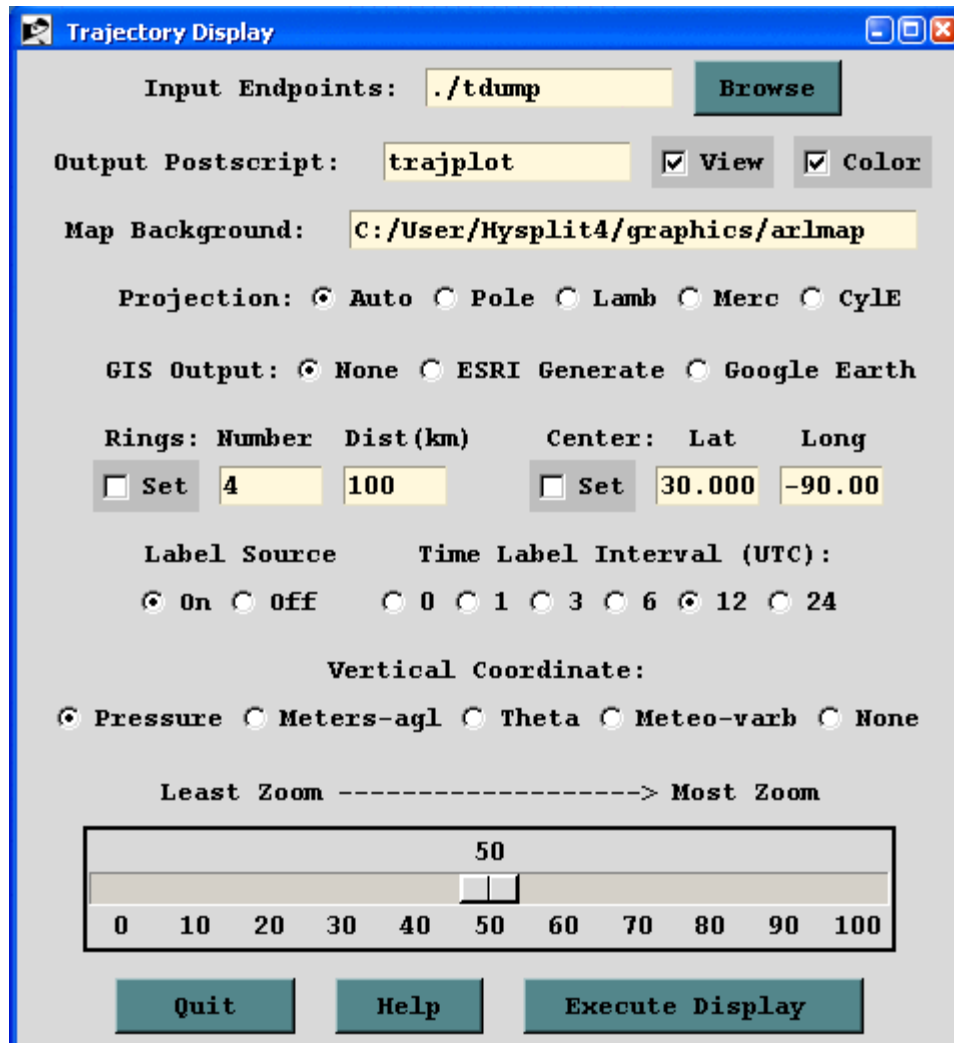 Trajectory Display
Input Endpoints: ./tdump Browse
Output Postscript: trajplot View Color
Map Background: C:/User/Hysplit4/graphics/arlmap
Projection: Auto Pole Lamb Merc CylE
GIS Output: None ESRI Generate Google Earth
Rings: Number Dist(km) Center: Lat Long
Set 4 100 Set 30.000 -90.00
Label Source Time Label Interval (UTC):
On Off 0 1 3 6 12 24
Vertical Coordinate:
Pressure Meters-agl Theta Meteo-varb None
Least Zoom -------------------> Most Zoom
50
0 10 20 30 40 50 60 70 80 90 100
Quit Help Execute Display